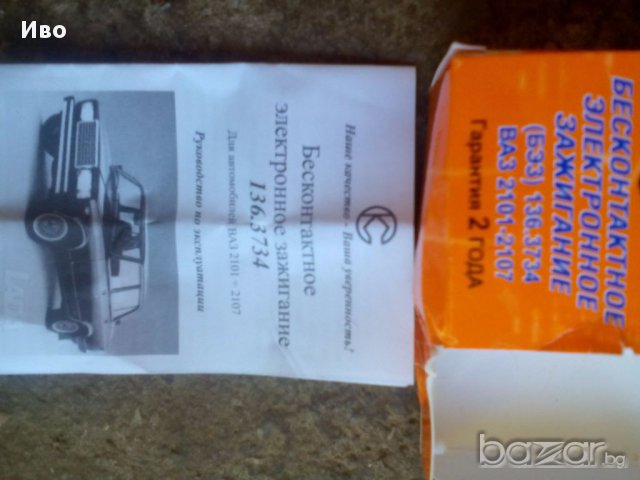 Иво
Наше качество - Ваша уверенность!
Бесконтактное
электронное зажигание
136.3734
Для автомобилей ВАЗ 2101 ÷ 2107
Руководство по эксплуатации
БЕСКОНТАКТНОЕ
ЭЛЕКТРОННОЕ
ЗАЖИГАНИЕ
(БЭЗ) 136.3734
ВАЗ 2101-2107
Гарантия 2 ГОДА
bazar.bg